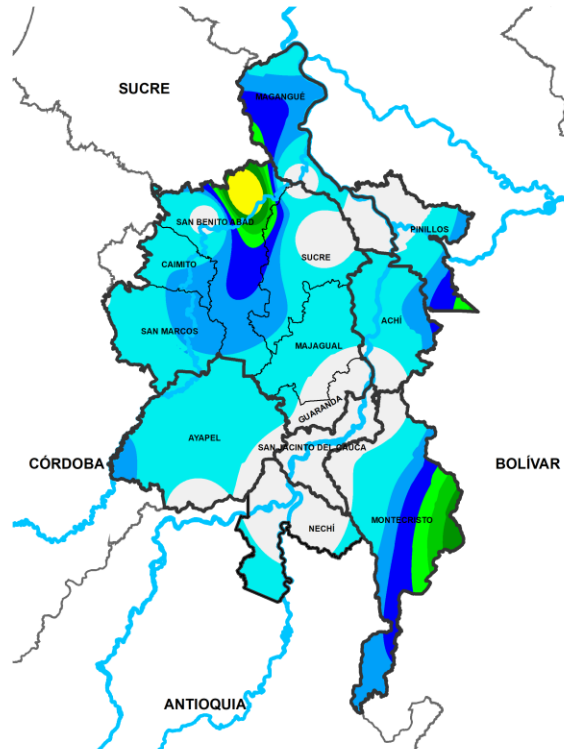 SUCRE
MAGANGUÉ
SAN BENITO ABAD
PINILLOS
SUCRE
CAIMITO
SAN MARCOS
ACHÍ
MAJAGUAL
GUARANDA
AYAPEL
SAN JACINTO DEL CAUCA
CÓRDOBA
BOLÍVAR
MONTECRISTO
NECHÍ
ANTIOQUIA